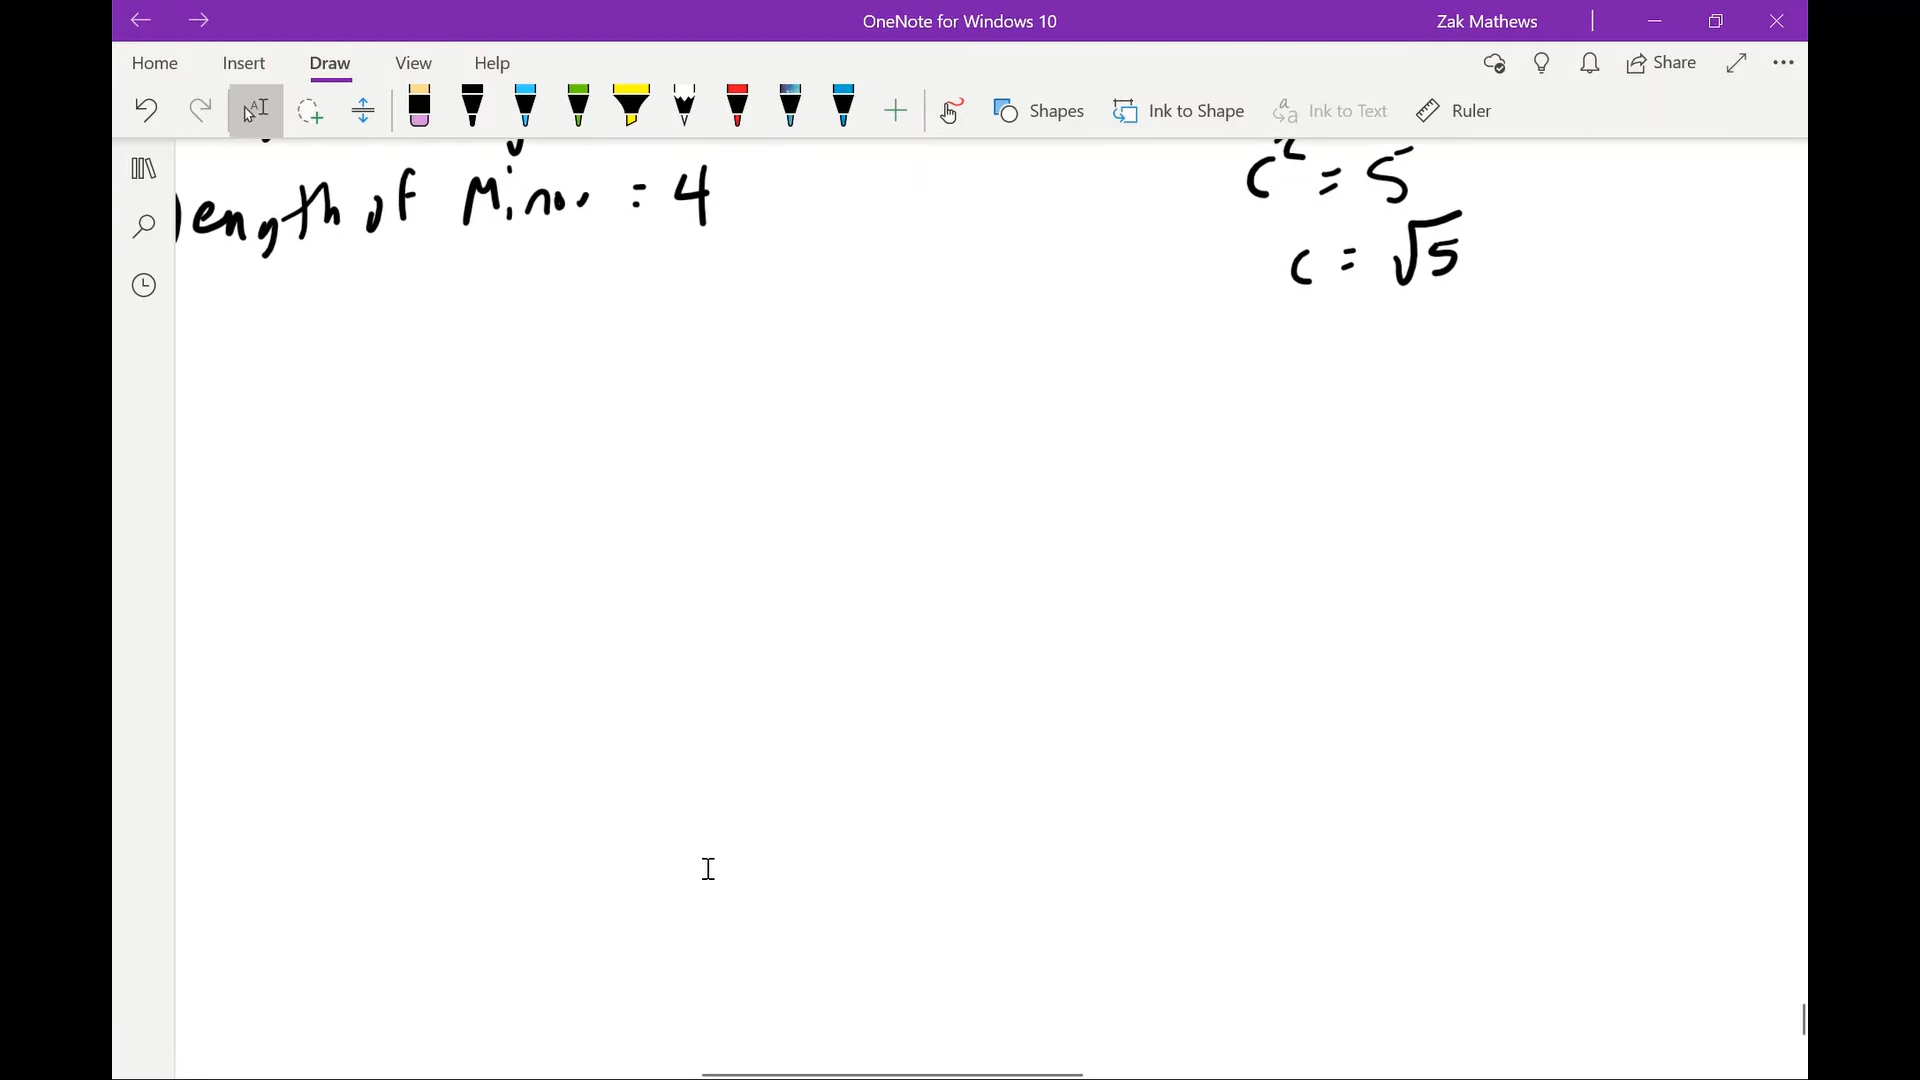 OneNote for Windows 10
Zak Mathews
Home Insert Draw View Help
Share
Shapes Ink to Shape Ink to Text Ruler
length of Minor = 4
c² = 5
c = √5